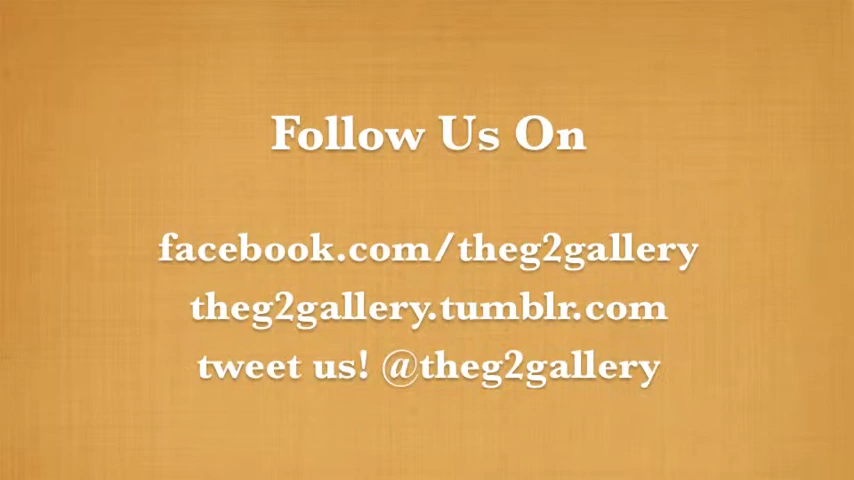 Follow Us On
facebook.com/theg2gallery
theg2gallery.tumblr.com
tweet us! @theg2gallery